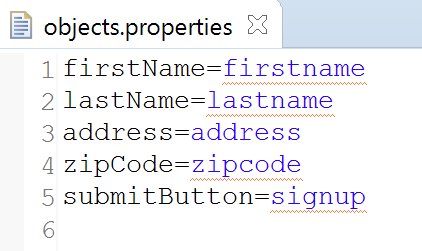 objects.properties
1 firstName=firstname
2 lastName=lastname
3 address=address
4 zipCode=zipcode
5 submitButton=signup
6